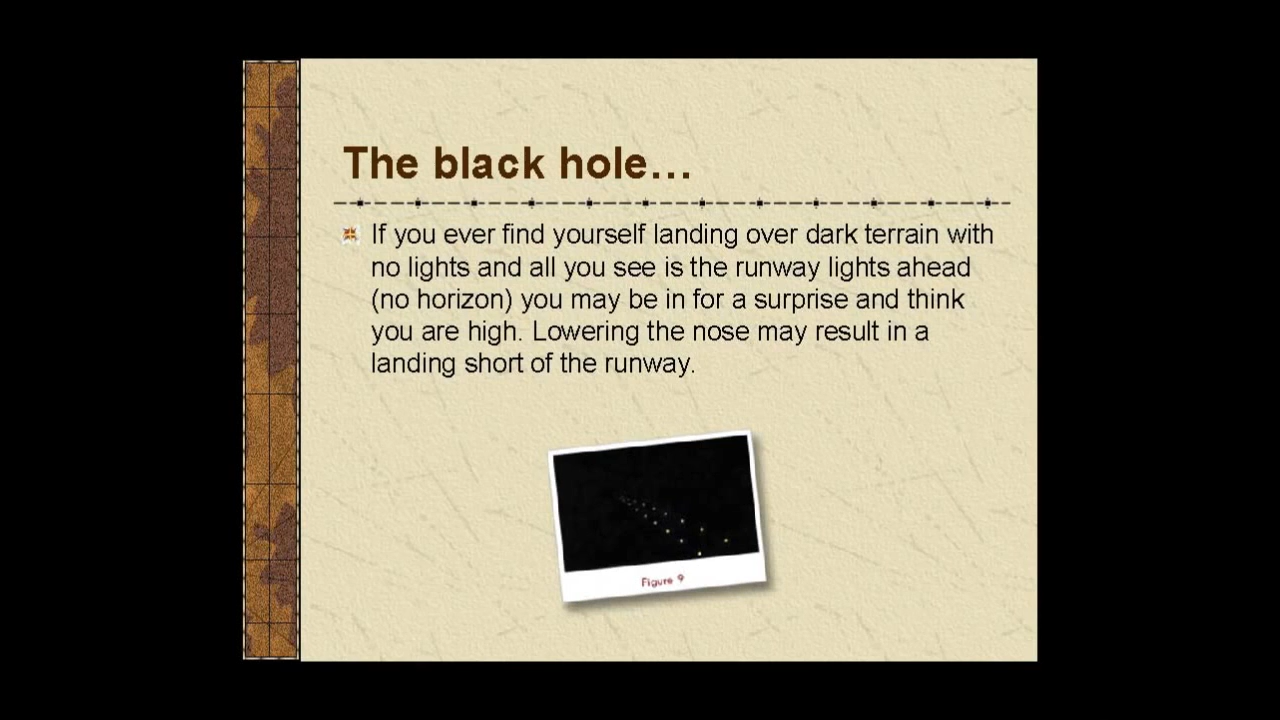 The black hole...
If you ever find yourself landing over dark terrain with
no lights and all you see is the runway lights ahead
(no horizon) you may be in for a surprise and think
you are high. Lowering the nose may result in a
landing short of the runway.
Figure 9